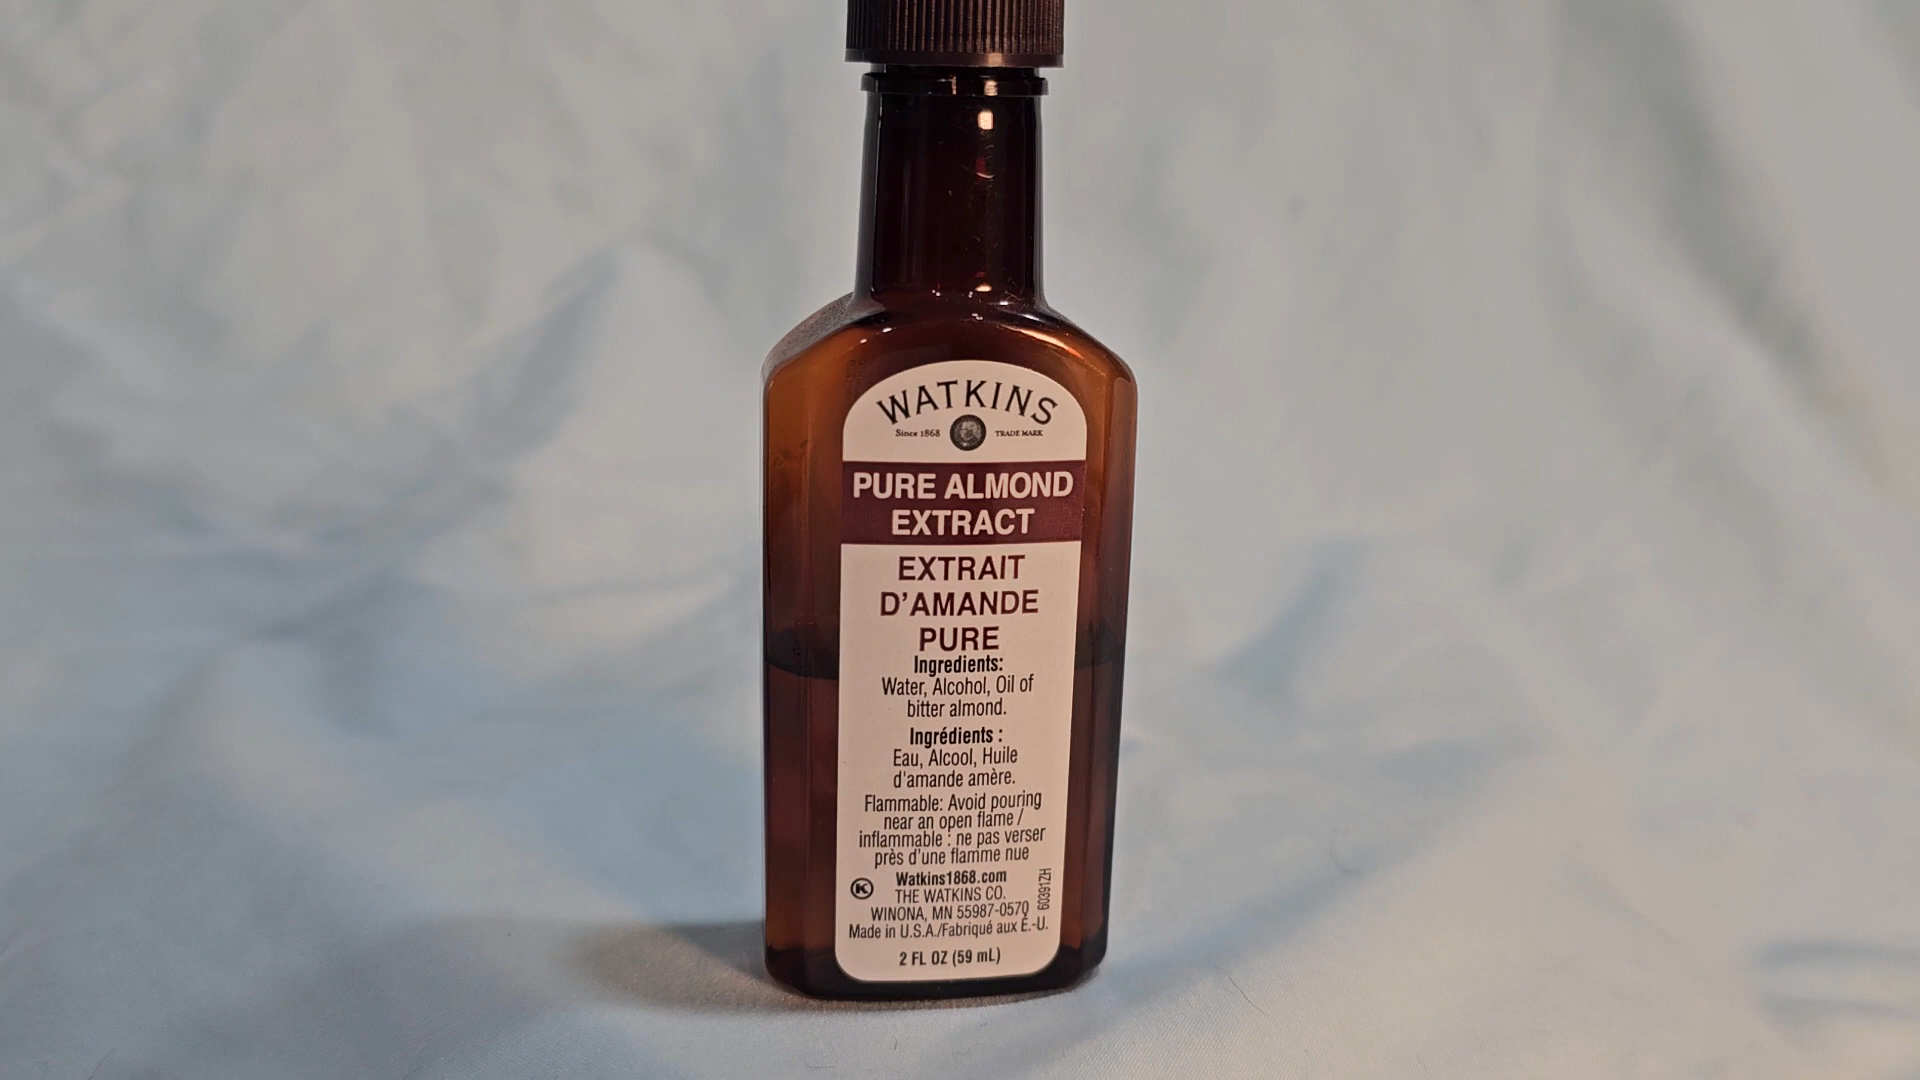 WATKINS
Since 1868 TRADE MARK
PURE ALMOND
EXTRACT
EXTRAIT
D'AMANDE
PURE
Ingredients:
Water, Alcohol, Oil of
bitter almond.
Ingrédients :
Eau, Alcool, Huile
d'amande amère.
Flammable: Avoid pouring
near an open flame /
inflammable : ne pas verser
près d'une flamme nue
K
Watkins1868.com
THE WATKINS CO.
WINONA, MN 55987-0570
Made in U.S.A./Fabriqué aux É.-U.
60391ZH
2 FL OZ (59 mL)